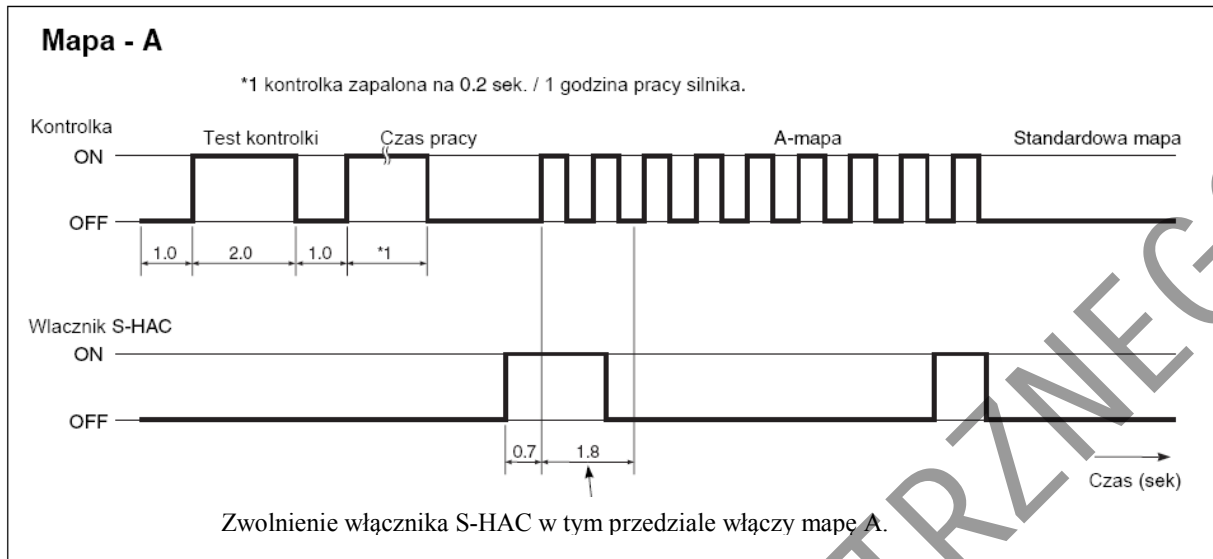 Mapa - A
*1 kontrolka zapalona na 0.2 sek. / 1 godzina pracy silnika.
Kontrolka
Test kontrolki
Czas pracy
A-mapa
Standardowa mapa
ON
OFF
1.0
2.0
1.0
*1
Wlacznik S-HAC
ON
OFF
0.7
1.8
Czas (sek)
Zwolnienie włącznika S-HAC w tym przedziale włączy mapę A.
TRZNEG